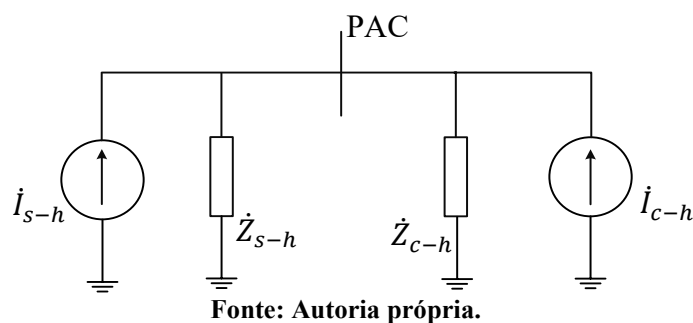 PAC
İ_{s−h}
Ż_{s−h}
Ż_{c−h}
İ_{c−h}
Fonte: Autoria própria.